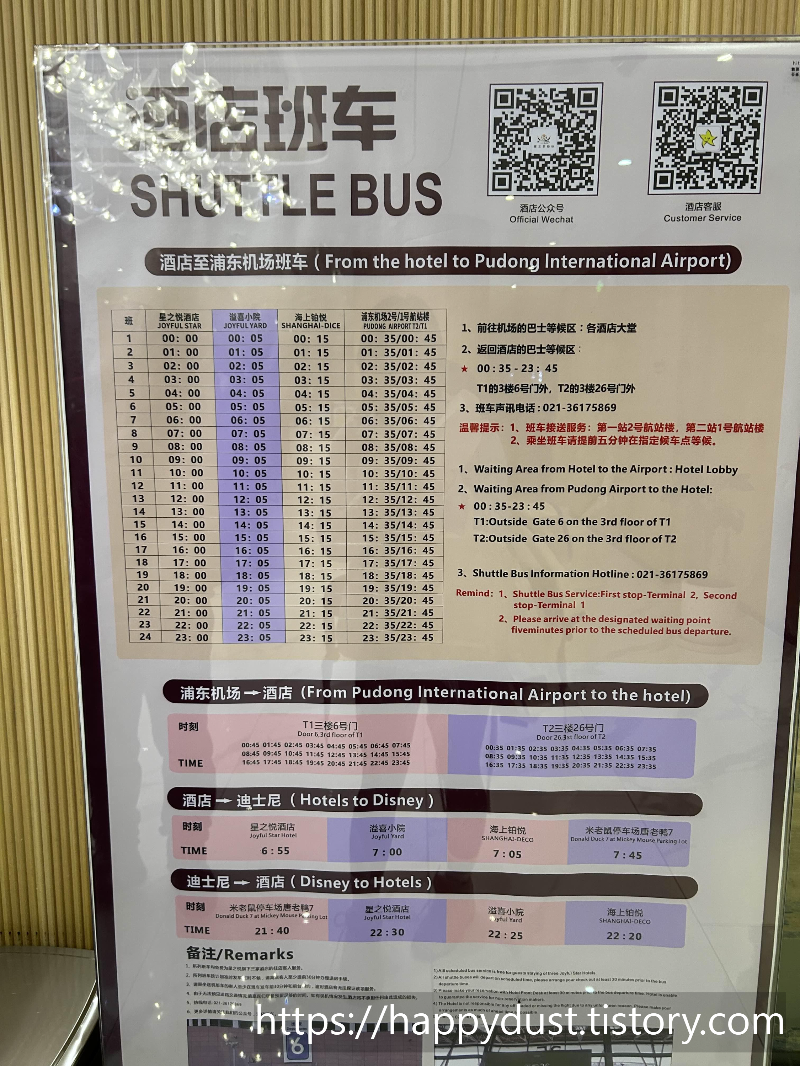 酒店班车
SHUTTLE BUS
酒店公众号
Official Wechat
酒店客服
Customer Service
酒店至浦东机场班车 ( From the hotel to Pudong International Airport)
班 星之悦酒店 溢喜小院 海上铂悦 浦东机场2号/1号航站楼
JOYFUL STAR JOYFUL YARD SHANGHAI-DICE PUDONG AIRPORT T2/T1
1 00: 00 00: 05 00: 15 00: 35/00: 45
2 01: 00 01: 05 01: 15 01: 35/01: 45
3 02: 00 02: 05 02: 15 02: 35/02: 45
4 03: 00 03: 05 03: 15 03: 35/03: 45
5 04: 00 04: 05 04: 15 04: 35/04: 45
6 05: 00 05: 05 05: 15 05: 35/05: 45
7 06: 00 06: 05 06: 15 06: 35/06: 45
8 07: 00 07: 05 07: 15 07: 35/07: 45
9 08: 00 08: 05 08: 15 08: 35/08: 45
10 09: 00 09: 05 09: 15 09: 35/09: 45
11 10: 00 10: 05 10: 15 10: 35/10: 45
12 11: 00 11: 05 11: 15 11: 35/11: 45
13 12: 00 12: 05 12: 15 12: 35/12: 45
14 13: 00 13: 05 13: 15 13: 35/13: 45
15 14: 00 14: 05 14: 15 14: 35/14: 45
16 15: 00 15: 05 15: 15 15: 35/15: 45
17 16: 00 16: 05 16: 15 16: 35/16: 45
18 17: 00 17: 05 17: 15 17: 35/17: 45
19 18: 00 18: 05 18: 15 18: 35/18: 45
20 19: 00 19: 05 19: 15 19: 35/19: 45
21 20: 00 20: 05 20: 15 20: 35/20: 45
22 21: 00 21: 05 21: 15 21: 35/21: 45
23 22: 00 22: 05 22: 15 22: 35/22: 45
24 23: 00 23: 05 23: 15 23: 35/23: 45
1、前往机场的巴士等候区：各酒店大堂
2、返回酒店的巴士等候区：
★ 00 : 35 - 23 : 45
T1的3楼6号门外，T2的3楼26号门外
3、班车声讯电话 : 021-36175869
温馨提示：1、班车接送服务：第一站2号航站楼，第二站1号航站楼
2、乘坐班车请提前五分钟在指定候车点等候。
1、Waiting Area from Hotel to the Airport : Hotel Lobby
2、Waiting Area from Pudong Airport to the Hotel:
★ 00 : 35-23 : 45
T1:Outside Gate 6 on the 3rd floor of T1
T2:Outside Gate 26 on the 3rd floor of T2
3、Shuttle Bus Information Hotline : 021-36175869
Remind: 1、Shuttle Bus Service:First stop-Terminal 2, Second
stop-Terminal 1
2、Please arrive at the designated waiting point
fiveminutes prior to the scheduled bus departure.
浦东机场→酒店 (From Pudong International Airport to the hotel)
时刻 T1三楼6号门 T2三楼26号门
Door 6,3rd floor of T1 Door 26.3st floor of T2
TIME
00:45 01:45 02:45 03:45 04:45 05:45 06:45 07:45
08:45 09:45 10:45 11:45 12:45 13:45 14:45 15:45
16:45 17:45 18:45 19:45 20:45 21:45 22:45 23:45
00:35 01:35 02:35 03:35 04:35 05:35 06:35 07:35
08:35 09:35 10:35 11:35 12:35 13:35 14:35 15:35
16:35 17:35 18:35 19:35 20:35 21:35 22:35 23:35
酒店→迪士尼 ( Hotels to Disney )
时刻 星之悦酒店 溢喜小院 海上铂悦 米老鼠停车场唐老鸭7
Joyful Star Hotel Joyful Yard SHANGHAI-DECO Donald Duck 7 at Mickey Mouse Parking Lot
TIME 6 : 55 7 : 00 7 : 05 7 : 45
迪士尼→酒店 ( Disney to Hotels )
时刻 米老鼠停车场唐老鸭7 星之悦酒店 溢喜小院 海上铂悦
Donald Duck 7 at Mickey Mouse Parking Lot Joyful Star Hotel Joyful Yard SHANGHAI-DECO
TIME 21 : 40 22 : 30 22 : 25 22 : 20
备注/Remarks
https://happydust.tistory.com